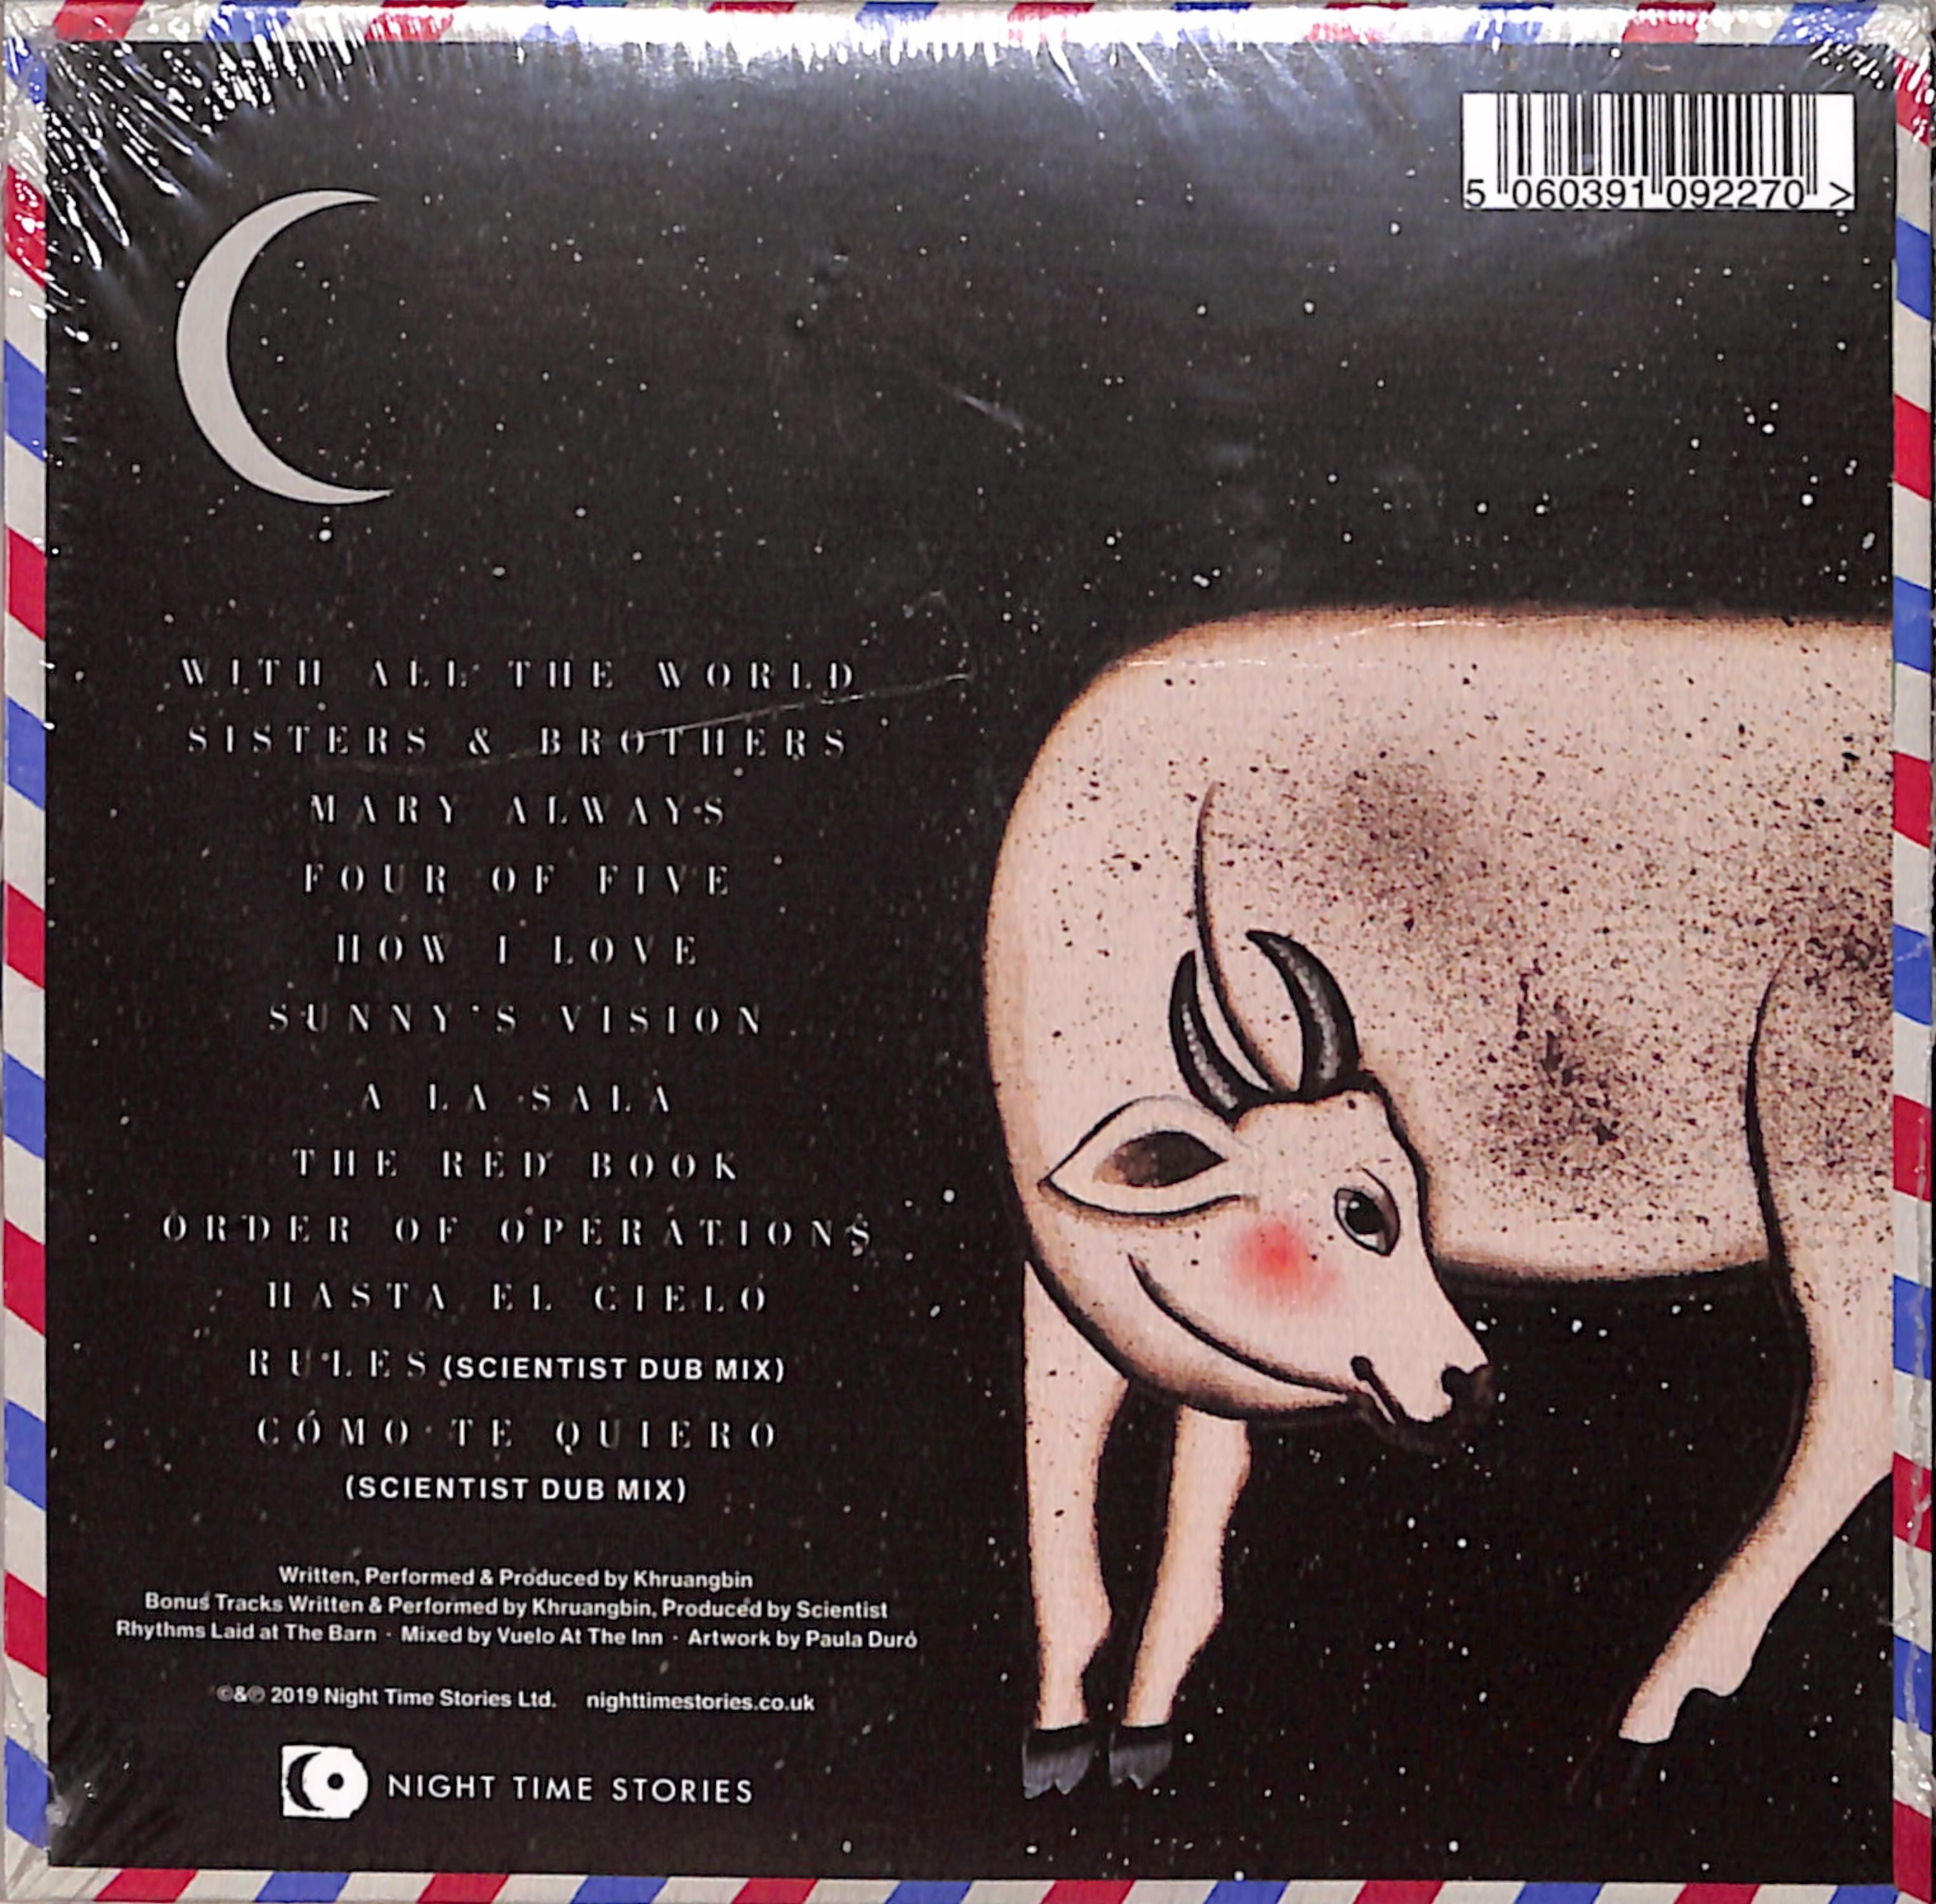 5 060391 092270 >
WITH ALL THE WORLD
SISTERS & BROTHERS
MARY ALWAYS
FOUR OF FIVE
HOW I LOVE
SUNNY'S VISION
A LA SALA
THE RED BOOK
ORDER OF OPERATIONS
HASTA EL CIELO
RULES (SCIENTIST DUB MIX)
CÓMO TE QUIERO
(SCIENTIST DUB MIX)
Written, Performed & Produced by Khruangbin
Bonus Tracks Written & Performed by Khruangbin, Produced by Scientist
Rhythms Laid at The Barn · Mixed by Vuelo At The Inn · Artwork by Paula Duró
©&℗ 2019 Night Time Stories Ltd. nighttimestories.co.uk
NIGHT TIME STORIES